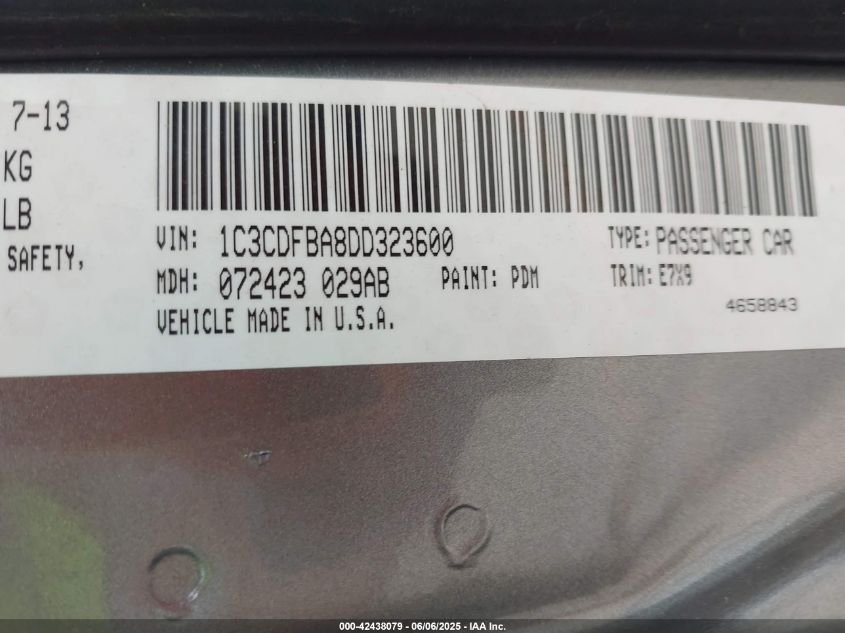 7-13
KG
LB
SAFETY,
VIN: 1C3CDFBA8DD323600 TYPE: PASSENGER CAR
MDH: 072423 029AB PAINT: PDM TRIM: E7X9
VEHICLE MADE IN U.S.A. 4658843
000-42438079 - 06/06/2025 - IAA Inc.